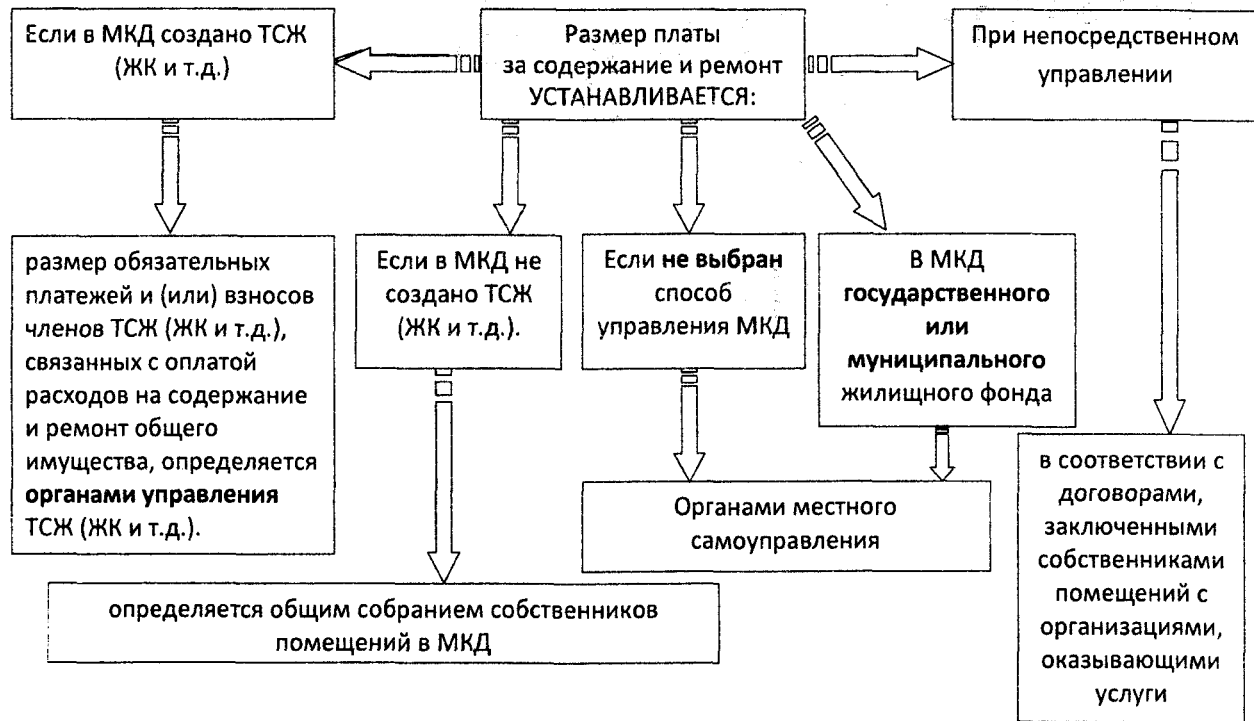 Если в МКД создано ТСЖ
(ЖК и т.д.)
Размер платы
за содержание и ремонт
УСТАНАВЛИВАЕТСЯ:
При непосредственном
управлении
размер обязательных
платежей и (или) взносов
членов ТСЖ (ЖК и т.д.),
связанных с оплатой
расходов на содержание
и ремонт общего
имущества, определяется
органами управления
ТСЖ (ЖК и т.д.).
Если в МКД не
создано ТСЖ
(ЖК и т.д.).
Если не выбран
способ
управления МКД
В МКД
государственного
или
муниципального
жилищного фонда
Органами местного
самоуправления
в соответствии с
договорами,
заключенными
собственниками
помещений с
организациями,
оказывающими
услуги
определяется общим собранием собственников
помещений в МКД